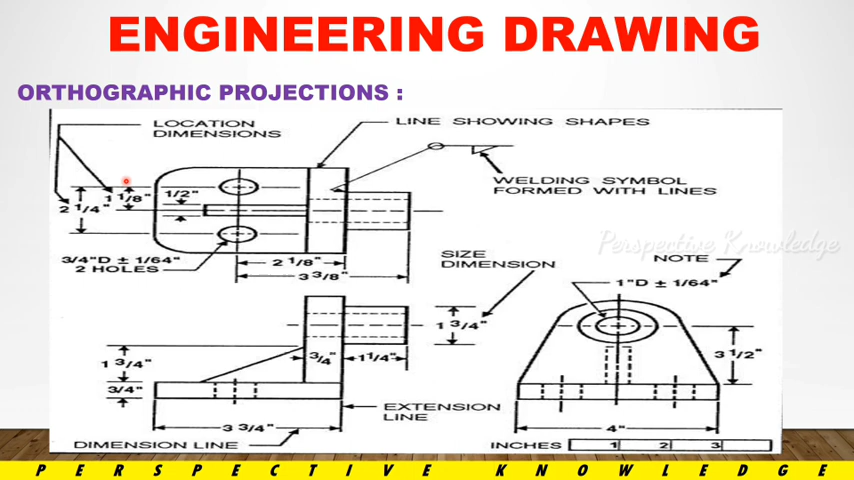 ENGINEERING DRAWING
ORTHOGRAPHIC PROJECTIONS :
LOCATION
DIMENSIONS
LINE SHOWING SHAPES
WELDING SYMBOL
FORMED WITH LINES
1 1/8"
1/2"
2 1/4"
3/4"D ± 1/64"
2 HOLES
2 1/8"
3 3/8"
SIZE
DIMENSION
Perspective Knowledge
NOTE
1"D ± 1/64"
1 3/4"
3 1/2"
1 3/4"
3/4"
1 1/4"
3/4"
3 3/4"
EXTENSION
LINE
4"
DIMENSION LINE
INCHES 1 2 3
PERSPECTIVE KNOWLEDGE